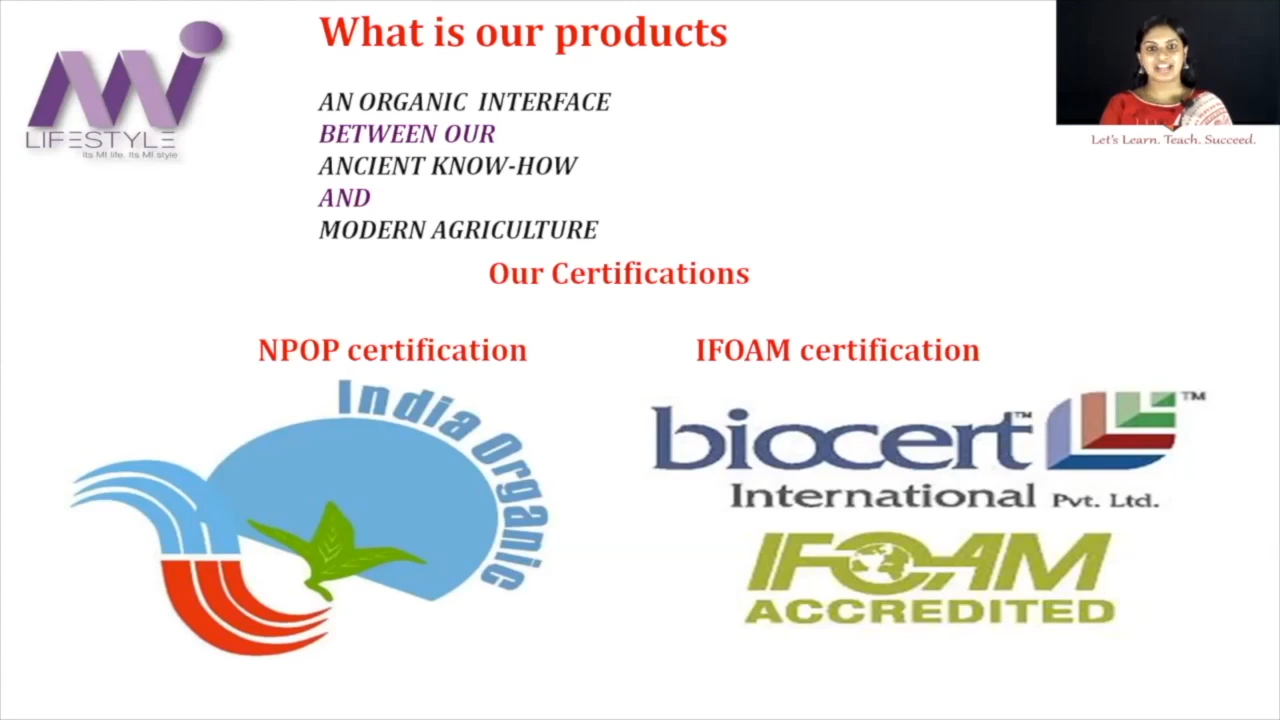 What is our products
LIFESTYLE
Its MI life. Its MI style
AN ORGANIC INTERFACE
BETWEEN OUR
ANCIENT KNOW-HOW
AND
MODERN AGRICULTURE
Let's Learn. Teach. Succeed.
Our Certifications
NPOP certification
IFOAM certification
India Organic
biocert™ ™
International Pvt. Ltd.
IFOAM
ACCREDITED